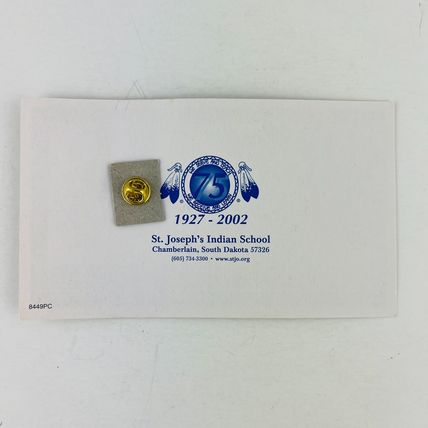 75
1927 - 2002
St. Joseph's Indian School
Chamberlain, South Dakota 57326
(605) 734-3300 • www.stjo.org
8449PC